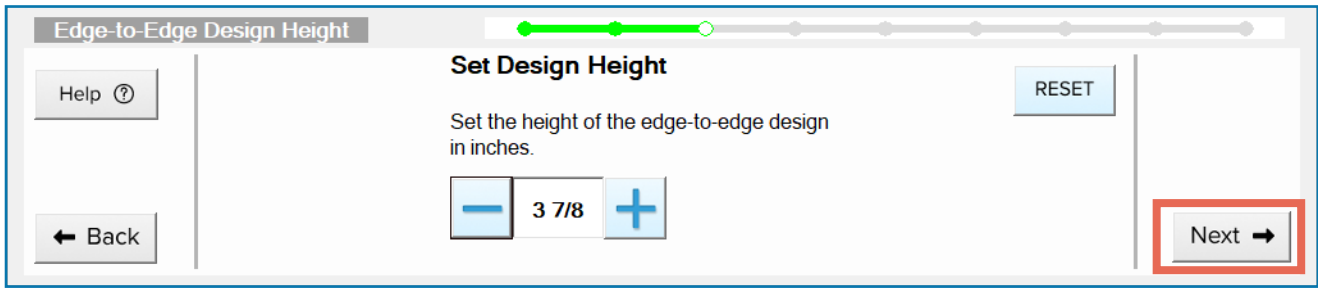 Edge-to-Edge Design Height
Help ?
Set Design Height
RESET
Set the height of the edge-to-edge design
in inches.
3 7/8
Back
Next